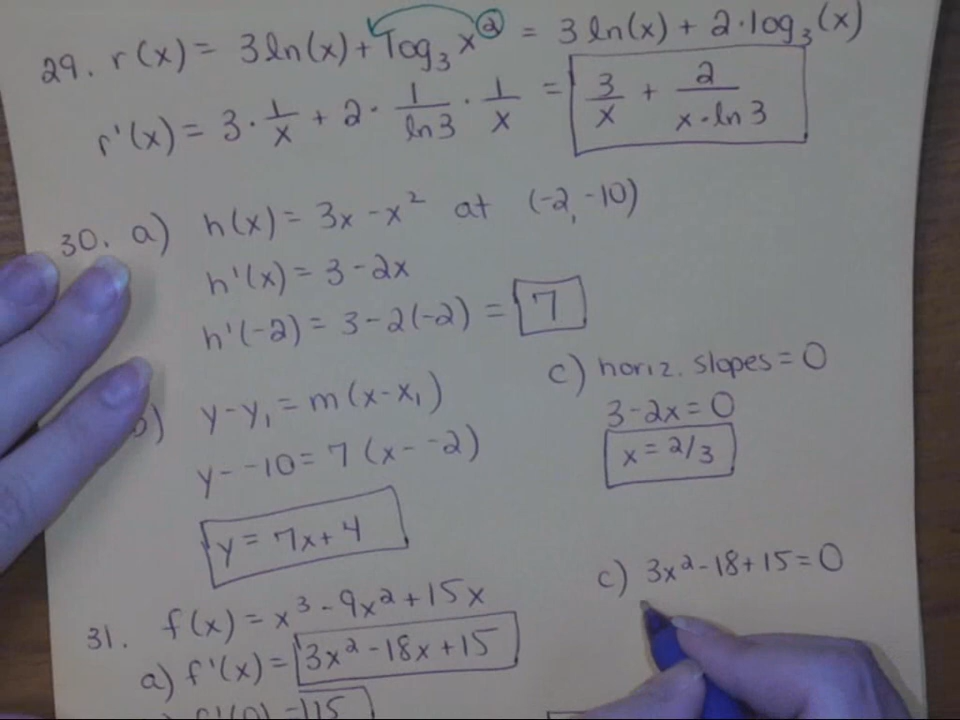 29. r(x) = 3ln(x) + log₃ x² = 3ln(x) + 2·log₃(x)
r'(x) = 3·1/x + 2·1/ln3·1/x = 3/x + 2/x·ln3
30. a) h(x) = 3x - x² at (-2, -10)
h'(x) = 3 - 2x
h'(-2) = 3 - 2(-2) = 7
b) y - y₁ = m(x - x₁)
y - -10 = 7(x - -2)
y = 7x + 4
c) horiz. slopes = 0
3 - 2x = 0
x = 2/3
31. f(x) = x³ - 9x² + 15x
a) f'(x) = 3x² - 18x + 15
f'(0) = 15
c) 3x² - 18 + 15 = 0